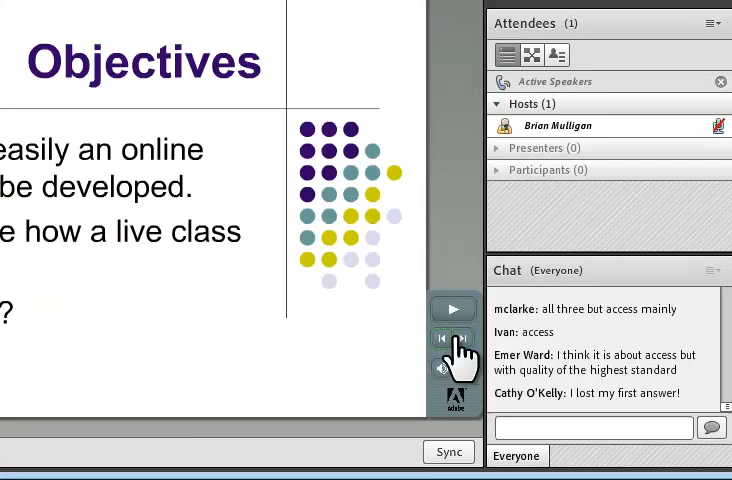 Objectives
easily an online
be developed.
e how a live class
?
Adobe
Sync
Attendees (1)
Active Speakers
Hosts (1)
Brian Mulligan
Presenters (0)
Participants (0)
Chat (Everyone)
mclarke: all three but access mainly
Ivan: access
Emer Ward: I think it is about access but
with quality of the highest standard
Cathy O'Kelly: I lost my first answer!
Everyone